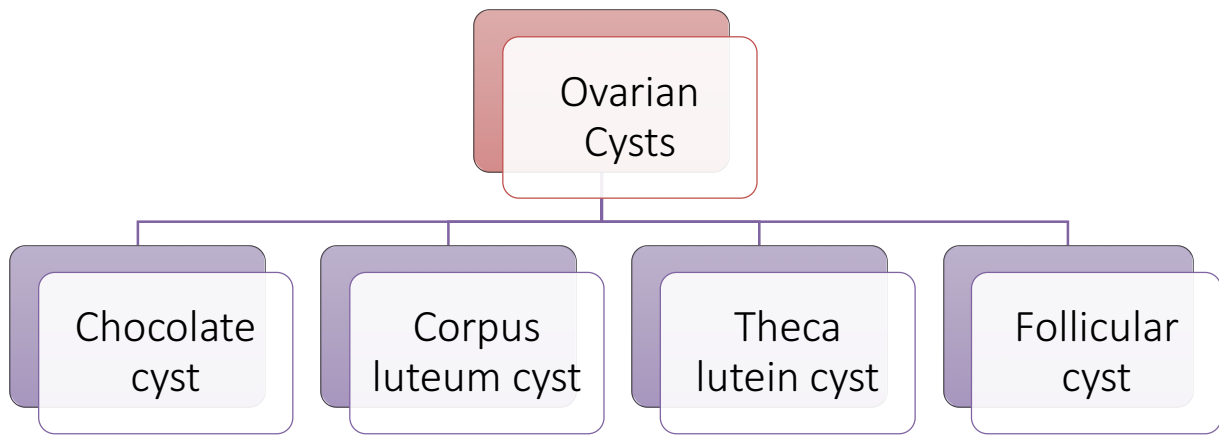 Ovarian
Cysts
Chocolate
cyst
Corpus
luteum cyst
Theca
lutein cyst
Follicular
cyst